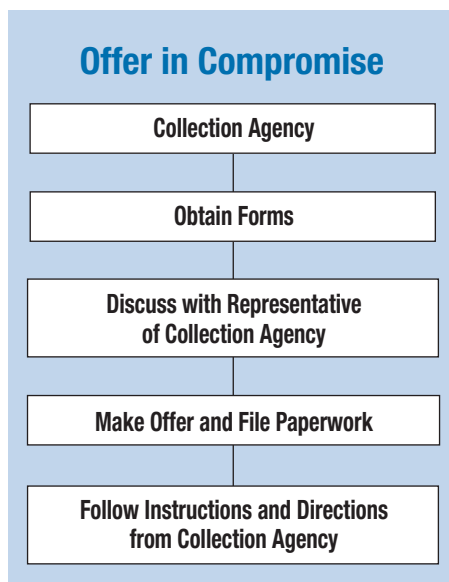 Offer in Compromise
Collection Agency
Obtain Forms
Discuss with Representative
of Collection Agency
Make Offer and File Paperwork
Follow Instructions and Directions
from Collection Agency